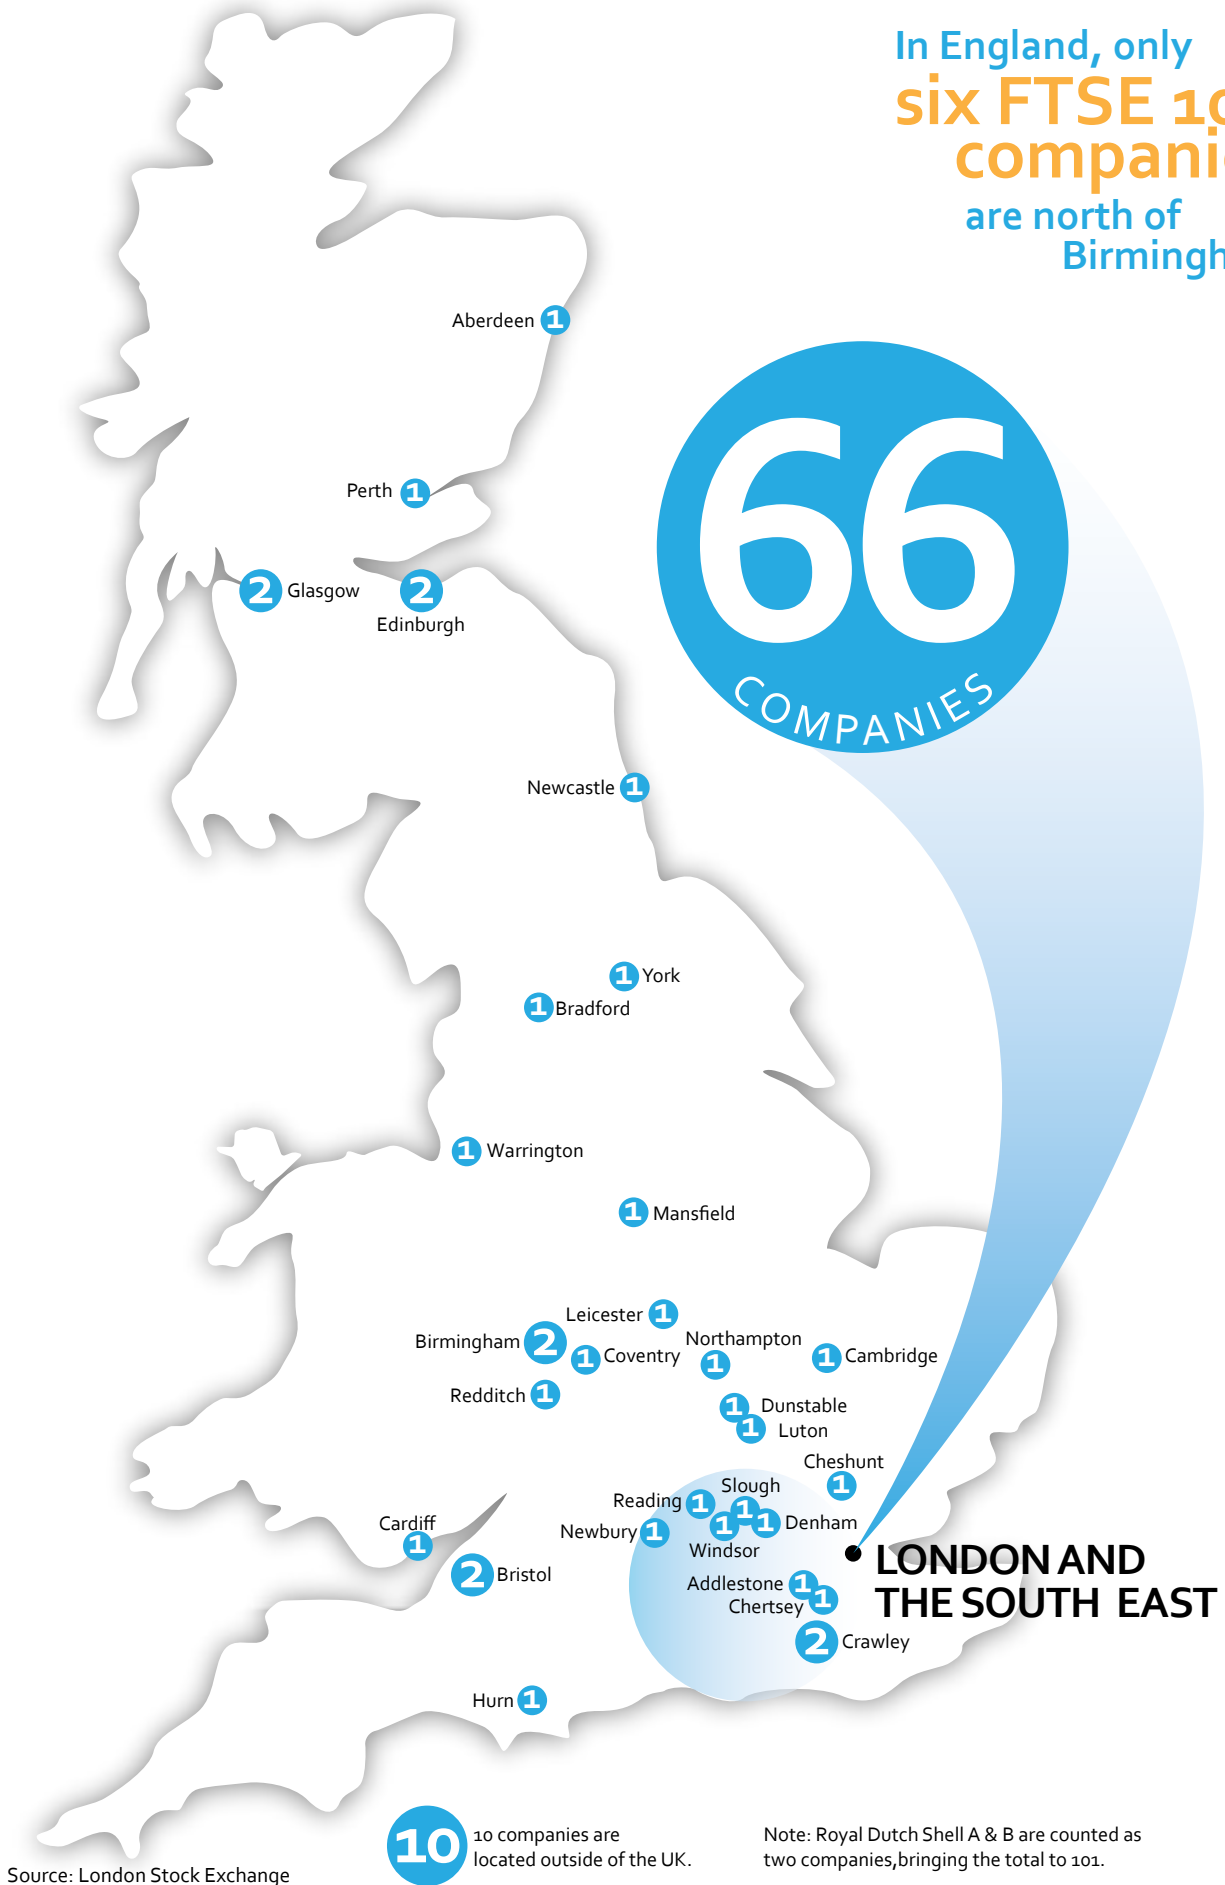 In England, only
six FTSE
are north of
Aberdeen 1
66
COMPANIES
Perth 1
2 Glasgow
2
Edinburgh
Newcastle 1
1 York
1 Bradford
1 Warrington
1 Mansfield
Leicester 1
Birmingham 2
1 Coventry
Northampton
1
1 Cambridge
Redditch 1
1 Dunstable
1 Luton
Cheshunt
1
Slough
1
Reading 1
Newbury 1
1
Windsor
1 Denham
Cardiff
1
2 Bristol
LONDON AND
THE SOUTH EAST
Addlestone 1
Chertsey 1
2 Crawley
Hurn 1
10
10 companies are
located outside of the UK.
Note: Royal Dutch Shell A & B are counted as
two companies,bringing the total to 101.
Source: London Stock Exchange